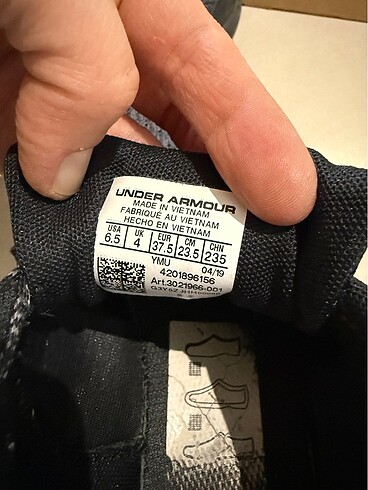 UNDER ARMOUR
MADE IN VIETNAM
FABRIQUÉ AU VIETNAM
HECHO EN VIETNAM
USA UK EUR CM CHN
6.5 4 37.5 23.5 235
YMU 04/19
4201896156
Art.3021966-001